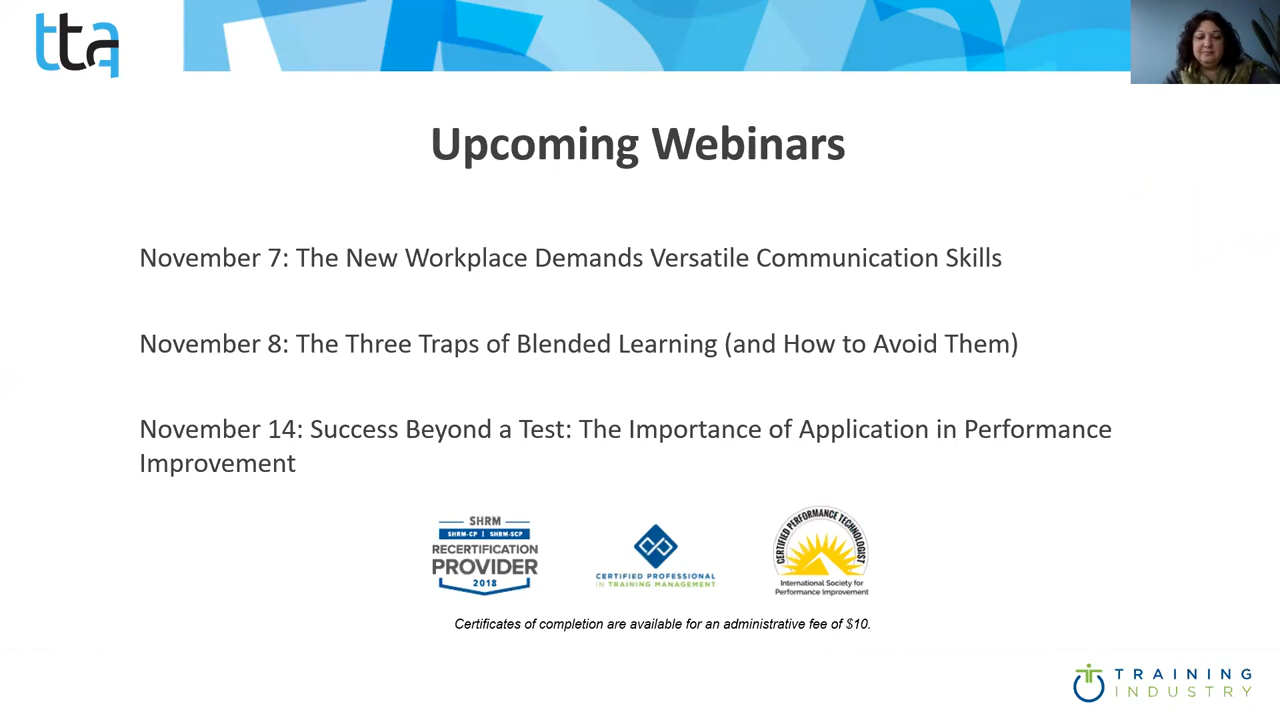 tta
Upcoming Webinars
November 7: The New Workplace Demands Versatile Communication Skills
November 8: The Three Traps of Blended Learning (and How to Avoid Them)
November 14: Success Beyond a Test: The Importance of Application in Performance
Improvement
SHRM
SHRM-CP | SHRM-SCP
RECERTIFICATION
PROVIDER
2018
CERTIFIED PROFESSIONAL
IN TRAINING MANAGEMENT
CERTIFIED PERFORMANCE TECHNOLOGIST
International Society for
Performance Improvement
Certificates of completion are available for an administrative fee of $10.
TRAINING
INDUSTRY